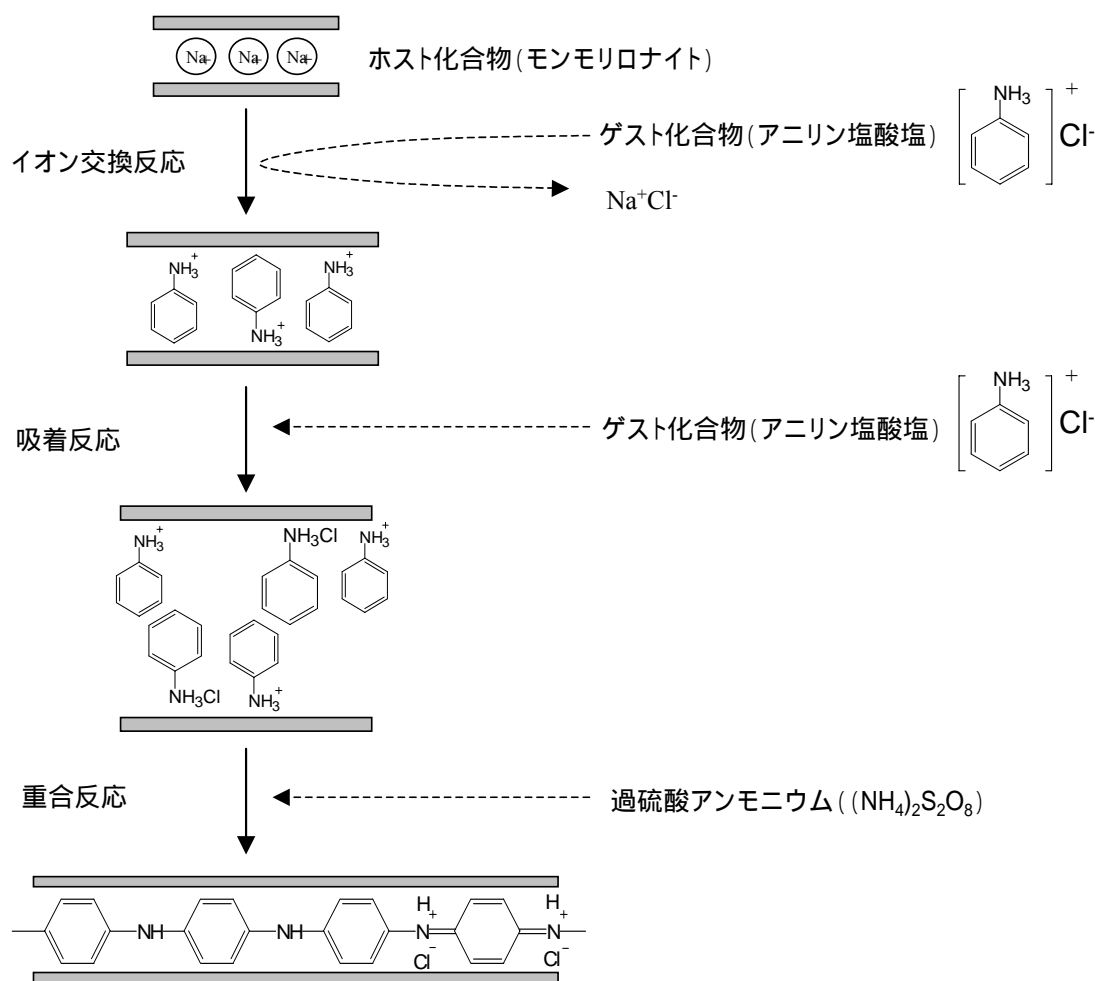 Na+ Na+ Na+
ホスト化合物(モンモリロナイト)
イオン交換反応
ゲスト化合物(アニリン塩酸塩)
NH3 + Cl-
Na+Cl-
NH3+ NH3+ NH3+
吸着反応
ゲスト化合物(アニリン塩酸塩)
NH3 + Cl-
NH3+ NH3Cl NH3+
NH3Cl NH3+
重合反応
過硫酸アンモニウム((NH4)2S2O8)
H H
+ +
NH NH N N
Cl- Cl-